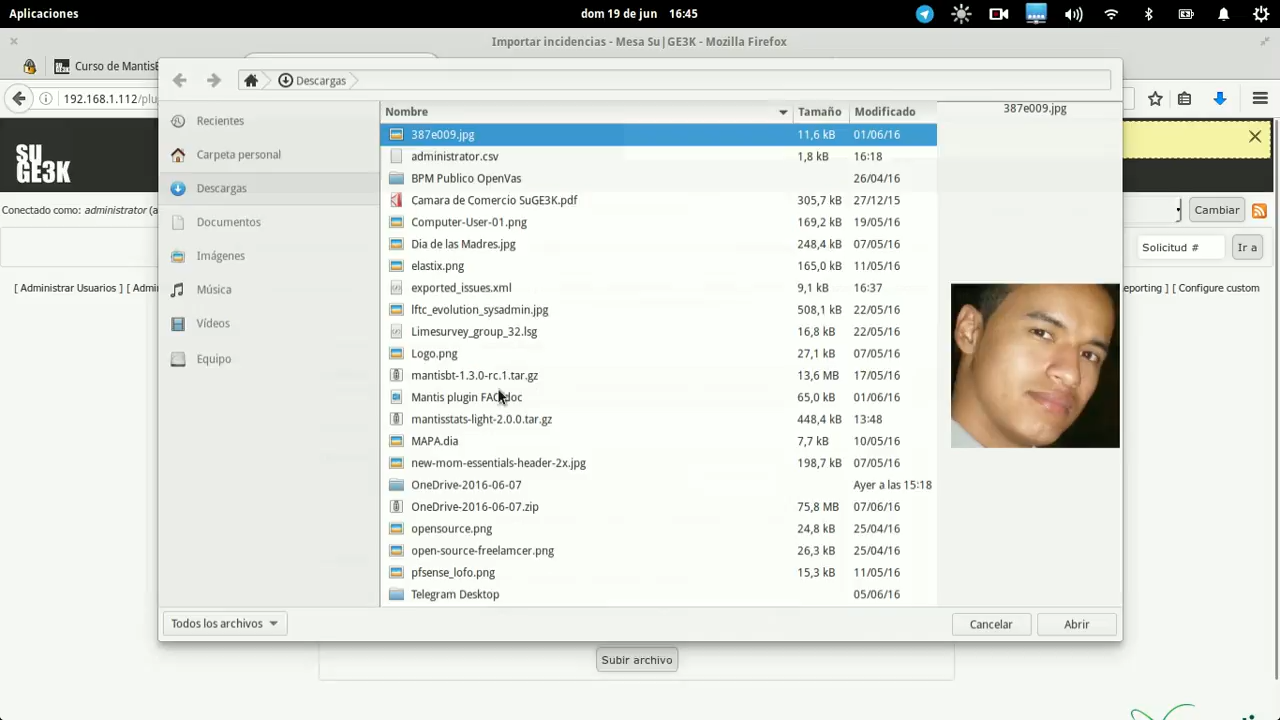 Aplicaciones
dom 19 de jun 16:45
Importar incidencias - Mesa Su|GE3K - Mozilla Firefox
Curso de MantisB
192.168.1.112/plu
Descargas
SU
GE3K
Conectado como: administrator (a
Cambiar
Solicitud #
Ir a
[ Administrar Usuarios ] [ Admin
eporting ] [ Configure custom
Recientes
Carpeta personal
Descargas
Documentos
Imágenes
Música
Vídeos
Equipo
Nombre Tamaño Modificado
387e009.jpg 11,6 kB 01/06/16
administrator.csv 1,8 kB 16:18
BPM Publico OpenVas 26/04/16
Camara de Comercio SuGE3K.pdf 305,7 kB 27/12/15
Computer-User-01.png 169,2 kB 19/05/16
Dia de las Madres.jpg 248,4 kB 07/05/16
elastix.png 165,0 kB 11/05/16
exported_issues.xml 9,1 kB 16:37
lftc_evolution_sysadmin.jpg 508,1 kB 22/05/16
Limesurvey_group_32.lsg 16,8 kB 22/05/16
Logo.png 27,1 kB 07/05/16
mantisbt-1.3.0-rc.1.tar.gz 13,6 MB 17/05/16
Mantis plugin FAQ.doc 65,0 kB 01/06/16
mantisstats-light-2.0.0.tar.gz 448,4 kB 13:48
MAPA.dia 7,7 kB 10/05/16
new-mom-essentials-header-2x.jpg 198,7 kB 07/05/16
OneDrive-2016-06-07 Ayer a las 15:18
OneDrive-2016-06-07.zip 75,8 MB 07/06/16
opensource.png 24,8 kB 25/04/16
open-source-freelamcer.png 26,3 kB 25/04/16
pfsense_lofo.png 15,3 kB 11/05/16
Telegram Desktop 05/06/16
387e009.jpg
Todos los archivos
Cancelar
Abrir
Subir archivo